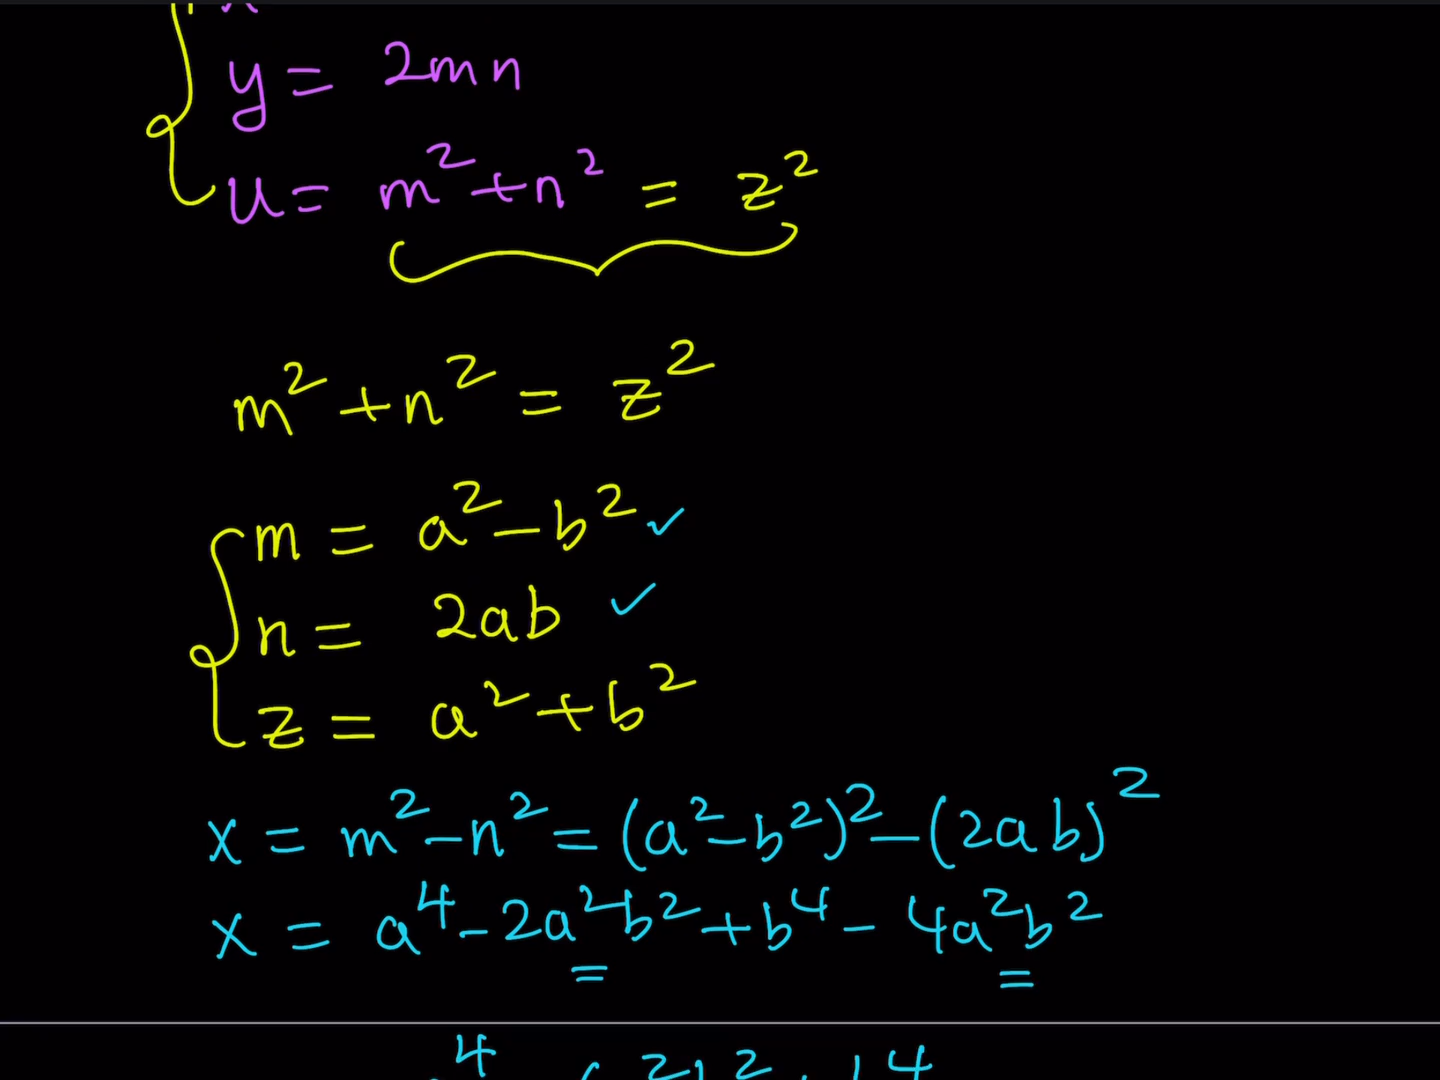 y = 2mn
u = m² + n² = z²
m² + n² = z²
m = a² - b² ✓
n = 2ab ✓
z = a² + b²
x = m² - n² = (a² - b²)² - (2ab)²
x = a⁴ - 2a²b² + b⁴ - 4a²b²